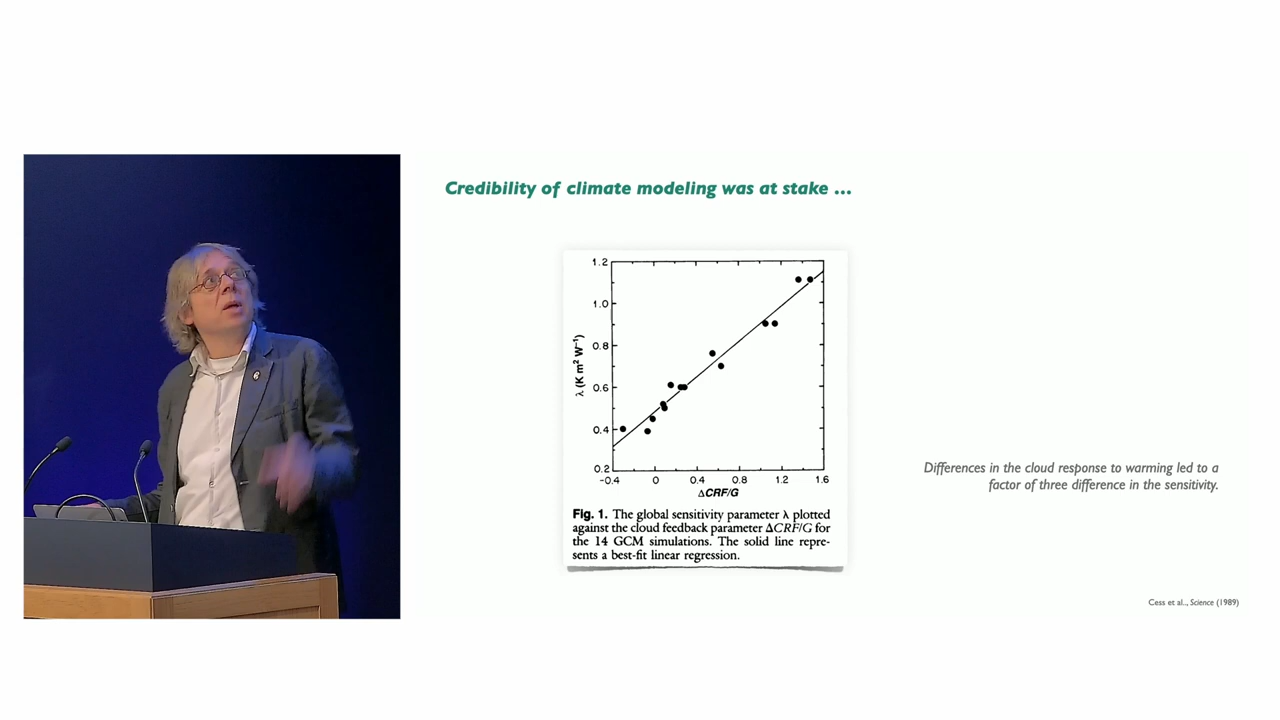 Credibility of climate modeling was at stake …
1.2
1.0
0.8
0.6
0.4
0.2
λ (K m² W⁻¹)
-0.4 0 0.4 0.8 1.2 1.6
ΔCRF/G
Fig. 1. The global sensitivity parameter λ plotted
against the cloud feedback parameter ΔCRF/G for
the 14 GCM simulations. The solid line repre-
sents a best-fit linear regression.
Differences in the cloud response to warming led to a
factor of three difference in the sensitivity.
Cess et al.., Science (1989)